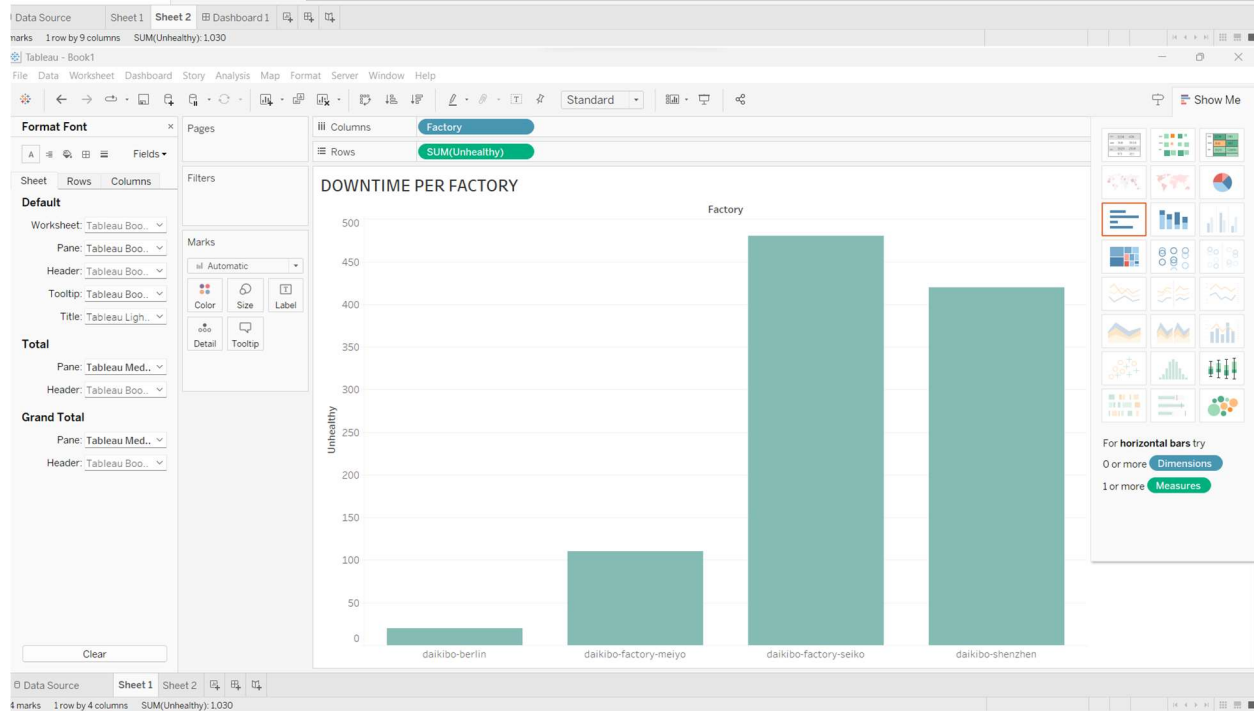 Data Source Sheet 1 Sheet 2 Dashboard 1
marks 1 row by 9 columns SUM(Unhealthy): 1.030
Tableau - Book1
File Data Worksheet Dashboard Story Analysis Map Format Server Window Help
Standard
Show Me
Format Font ×
Fields
Sheet Rows Columns
Default
Worksheet: Tableau Boo..
Pane: Tableau Boo..
Header: Tableau Boo..
Tooltip: Tableau Boo..
Title: Tableau Ligh..
Total
Pane: Tableau Med..
Header: Tableau Boo..
Grand Total
Pane: Tableau Med..
Header: Tableau Boo..
Clear
Pages
Filters
Marks
Automatic
Color Size Label
Detail Tooltip
Columns Factory
Rows SUM(Unhealthy)
DOWNTIME PER FACTORY
Factory
500
450
400
350
300
250
200
150
100
50
0
Unhealthy
daikibo-berlin daikibo-factory-meiyo daikibo-factory-seiko daikibo-shenzhen
For horizontal bars try
0 or more Dimensions
1 or more Measures
Data Source Sheet 1 Sheet 2
4 marks 1 row by 4 columns SUM(Unhealthy): 1.030